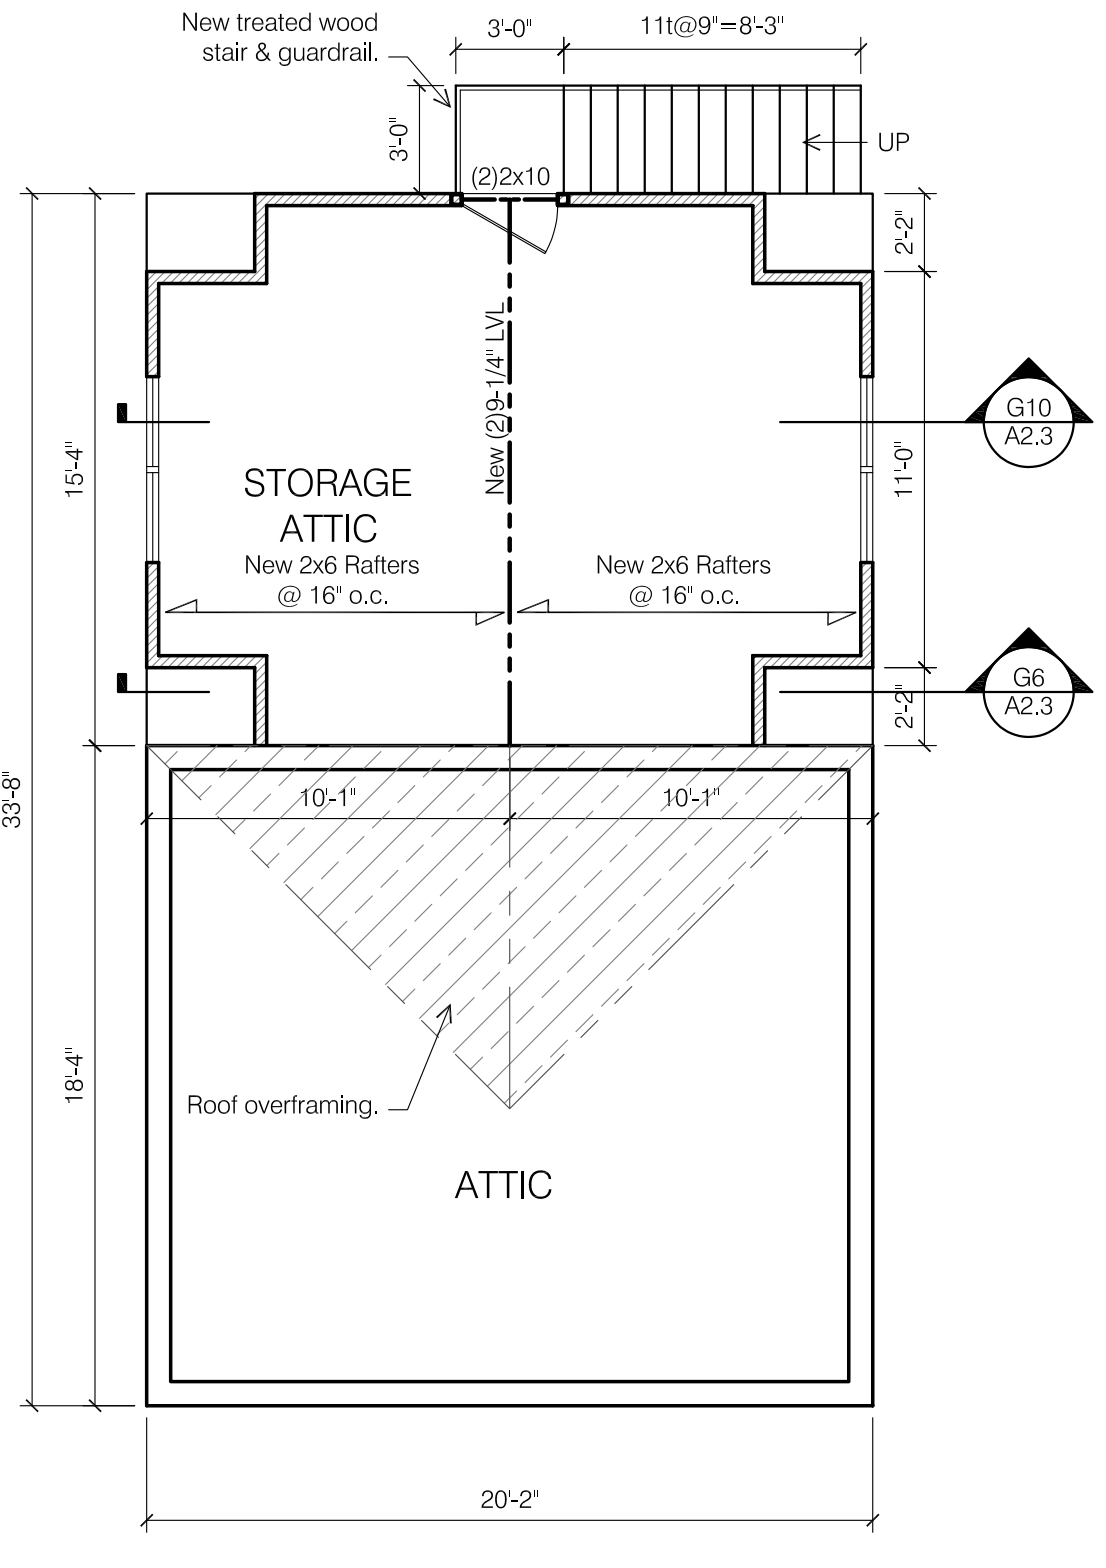 New treated wood
stair & guardrail.
3'-0"
11t@9"=8'-3"
3'-0"
UP
(2)2x10
2'-2"
New (2)9-1/4" LVL
G10
A2.3
15'-4"
11'-0"
STORAGE
ATTIC
New 2x6 Rafters
@ 16" o.c.
New 2x6 Rafters
@ 16" o.c.
G6
A2.3
2'-2"
33'-8"
10'-1"
10'-1"
18'-4"
Roof overframing.
ATTIC
20'-2"